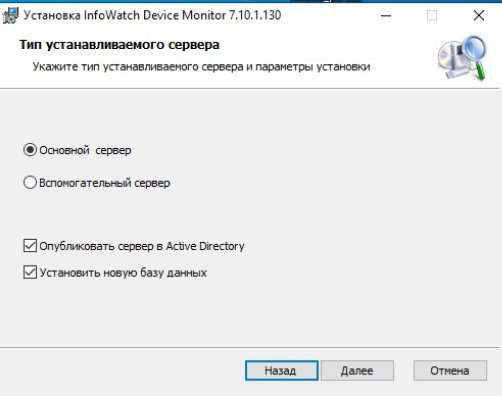 Установка InfoWatch Device Monitor 7.10.1.130
Тип устанавливаемого сервера
Укажите тип устанавливаемого сервера и параметры установки
Основной сервер
Вспомогательный сервер
Опубликовать сервер в Active Directory
Установить новую базу данных
Назад Далее Отмена